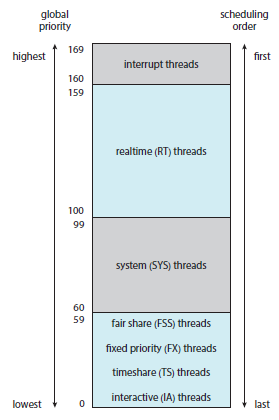 global
priority
scheduling
order
highest
169
first
interrupt threads
160
159
realtime (RT) threads
100
99
system (SYS) threads
60
59
fair share (FSS) threads
fixed priority (FX) threads
timeshare (TS) threads
interactive (IA) threads
lowest
0
last